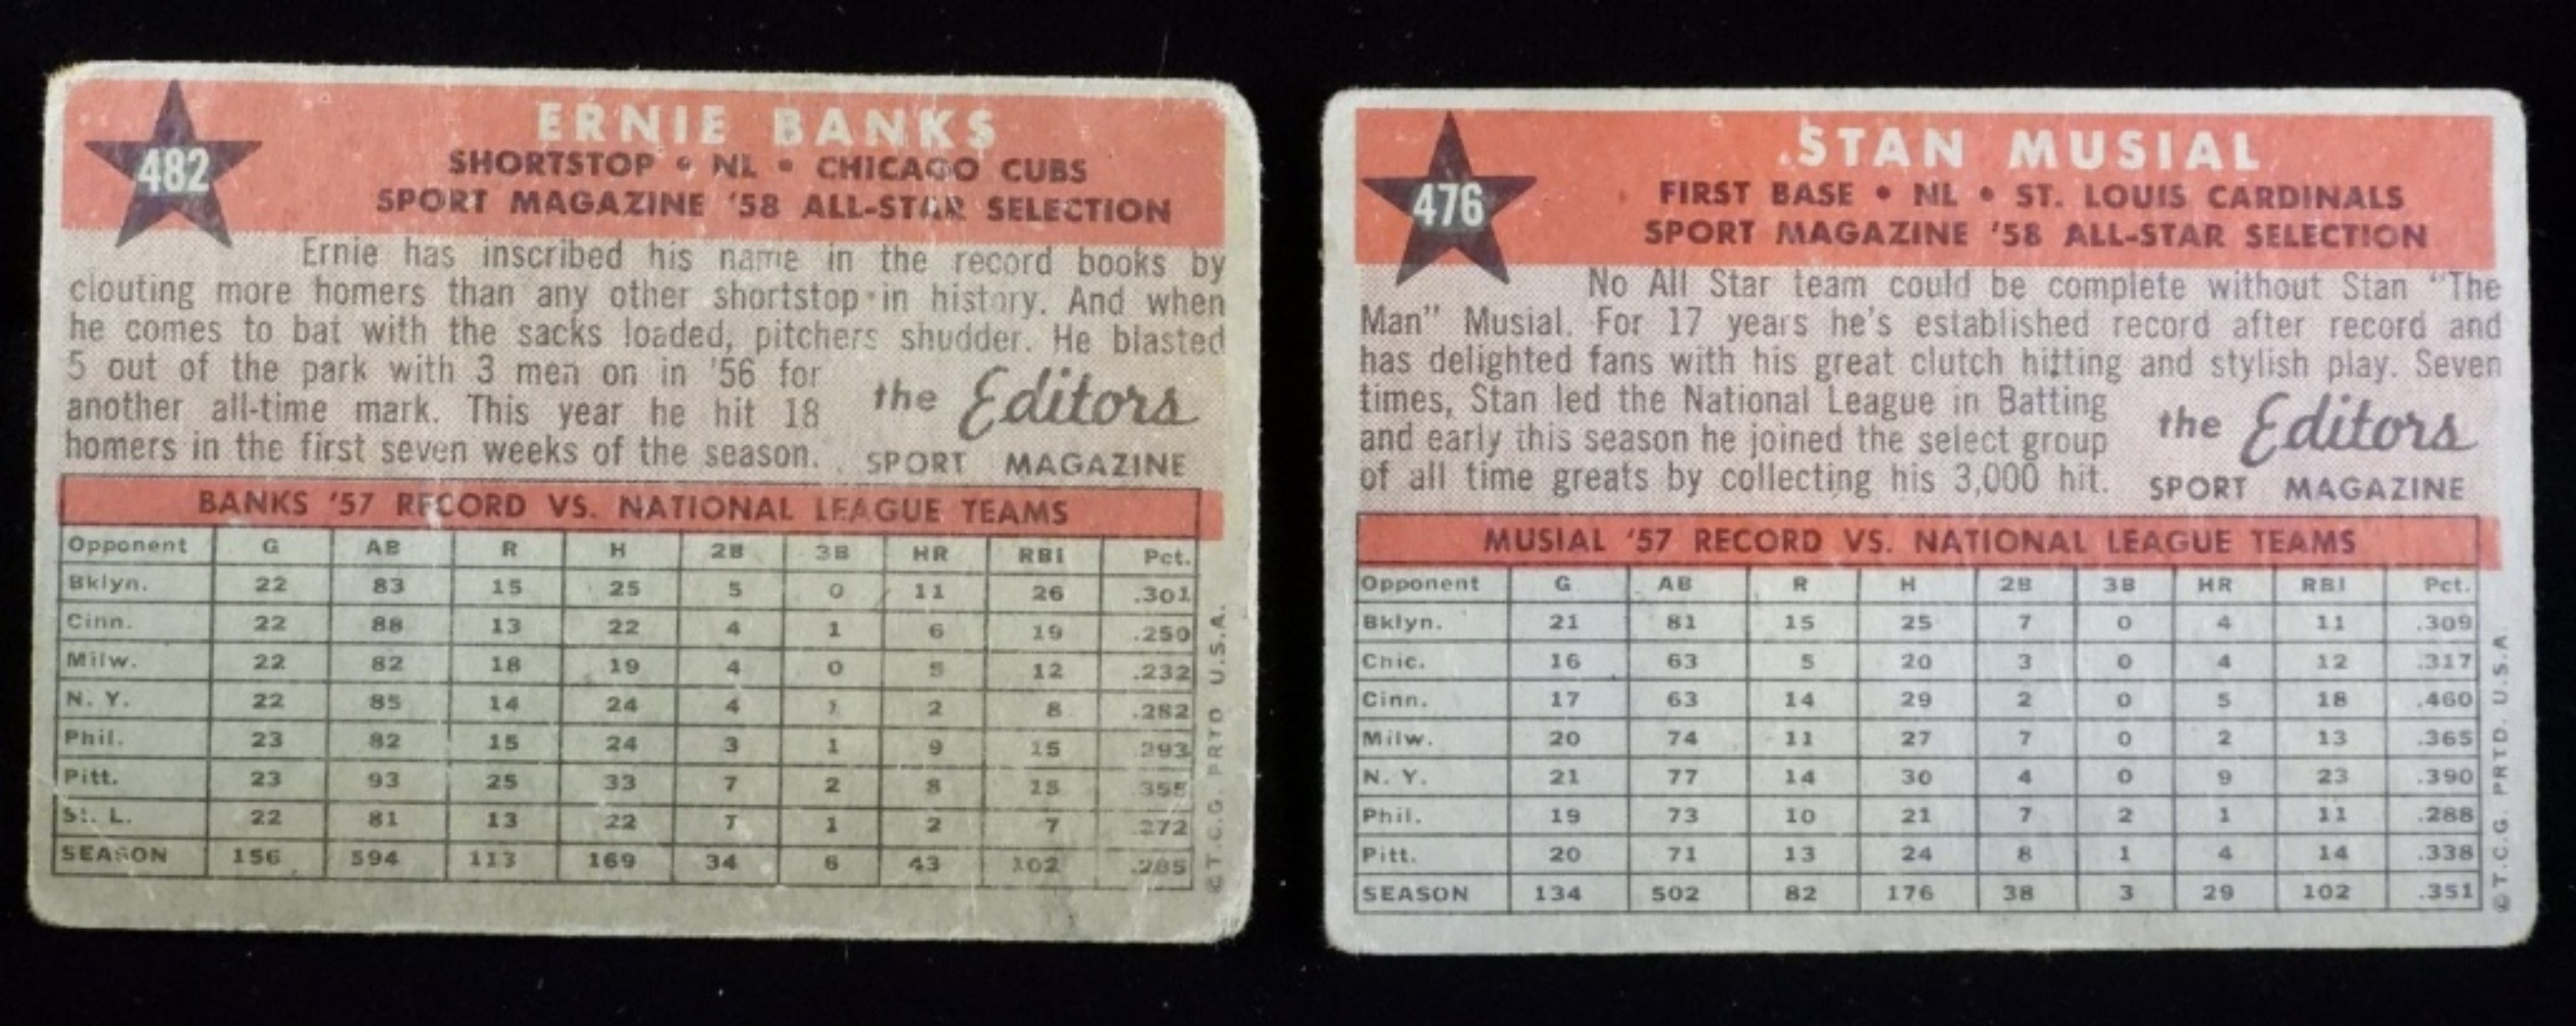 482
ERNIE BANKS
SHORTSTOP • NL • CHICAGO CUBS
SPORT MAGAZINE '58 ALL-STAR SELECTION
Ernie has inscribed his name in the record books by
clouting more homers than any other shortstop in history. And when
he comes to bat with the sacks loaded, pitchers shudder. He blasted
5 out of the park with 3 men on in '56 for
another all-time mark. This year he hit 18
homers in the first seven weeks of the season.
the Editors
SPORT MAGAZINE
BANKS '57 RECORD VS. NATIONAL LEAGUE TEAMS
Opponent G AB R H 2B 3B HR RBI Pct.
Bklyn. 22 83 15 25 5 0 11 26 .301
Cinn. 22 88 13 22 4 1 6 19 .250
Milw. 22 82 18 19 4 0 5 12 .232
N. Y. 22 85 14 24 4 1 2 8 .282
Phil. 23 82 15 24 3 1 9 15 .293
Pitt. 23 93 25 33 7 2 8 15 .355
St. L. 22 81 13 22 7 1 2 7 .272
SEASON 156 594 113 169 34 6 43 102 .285
© T.C.G. PRTD. U.S.A.
476
STAN MUSIAL
FIRST BASE • NL • ST. LOUIS CARDINALS
SPORT MAGAZINE '58 ALL-STAR SELECTION
No All Star team could be complete without Stan "The
Man" Musial. For 17 years he's established record after record and
has delighted fans with his great clutch hitting and stylish play. Seven
times, Stan led the National League in Batting
and early this season he joined the select group
of all time greats by collecting his 3,000 hit.
the Editors
SPORT MAGAZINE
MUSIAL '57 RECORD VS. NATIONAL LEAGUE TEAMS
Opponent G AB R H 2B 3B HR RBI Pct.
Bklyn. 21 81 15 25 7 0 4 11 .309
Chic. 16 63 5 20 3 0 4 12 .317
Cinn. 17 63 14 29 2 0 5 18 .460
Milw. 20 74 11 27 7 0 2 13 .365
N. Y. 21 77 14 30 4 0 9 23 .390
Phil. 19 73 10 21 7 2 1 11 .288
Pitt. 20 71 13 24 8 1 4 14 .338
SEASON 134 502 82 176 38 3 29 102 .351
© T.C.G. PRTD. U.S.A.